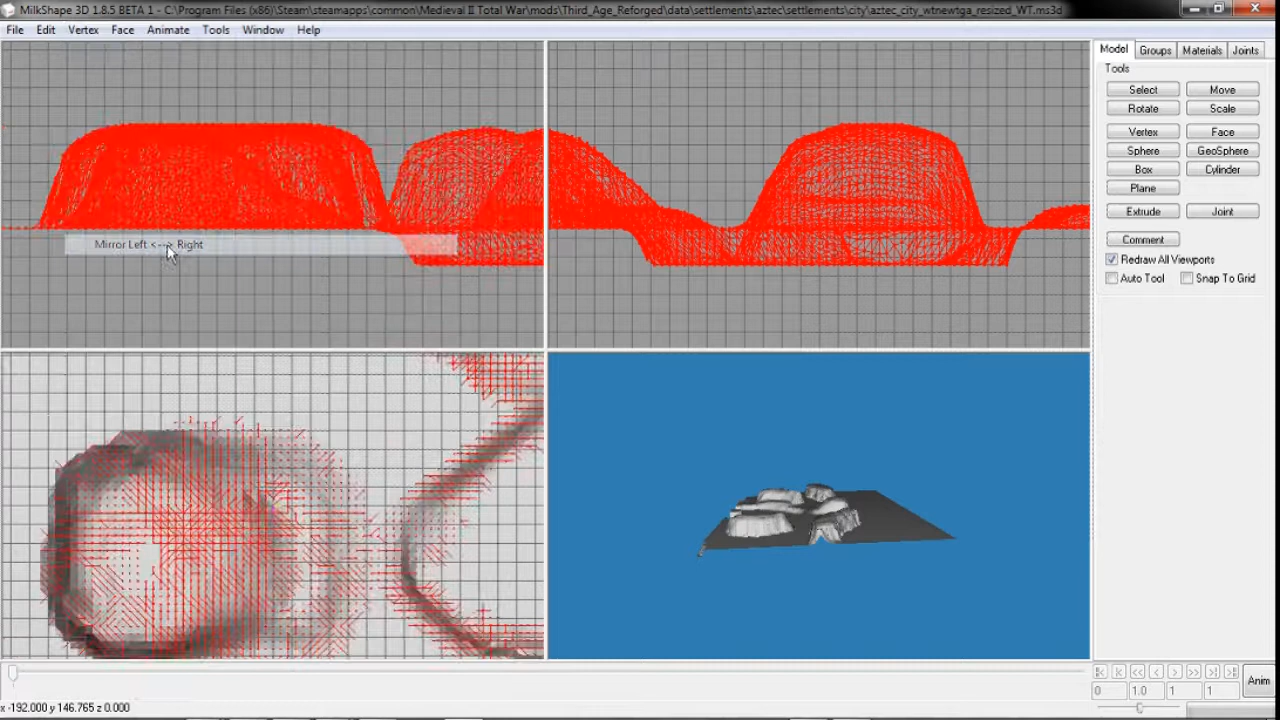 MilkShape 3D 1.8.5 BETA 1 - C:\Program Files (x86)\Steam\steamapps\common\Medieval II Total War\mods\Third_Age_Reforged\data\settlements\aztec\settlements\city\aztec_city_wtnewtga_resized_WT.ms3d
File Edit Vertex Face Animate Tools Window Help
Model Groups Materials Joints
Tools
Select Move
Rotate Scale
Vertex Face
Sphere GeoSphere
Box Cylinder
Plane
Extrude Joint
Comment
Mirror Left <--> Right
Redraw All Viewports
Auto Tool Snap To Grid
Anim
0 1.0 1 1
x -192.000 y 146.765 z 0.000